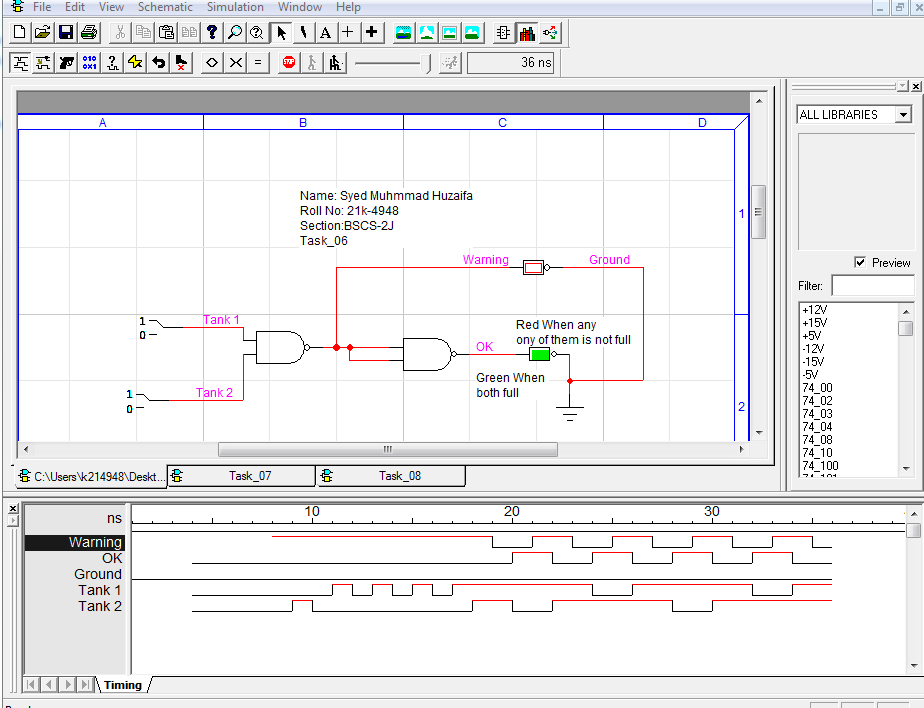 File Edit View Schematic Simulation Window Help
36 ns
A B C D
ALL LIBRARIES
Name: Syed Muhmmad Huzaifa
Roll No: 21k-4948
Section:BSCS-2J
Task_06
1
Warning Ground
Preview
Filter:
1 Tank 1
0
Red When any
ony of them is not full
OK
Green When
both full
1 Tank 2
0
2
+12V
+15V
+5V
-12V
-15V
-5V
74_00
74_02
74_03
74_04
74_08
74_10
74_100
C:\Users\k214948\Deskt... Task_07 Task_08
ns 10 20 30
Warning
OK
Ground
Tank 1
Tank 2
Timing